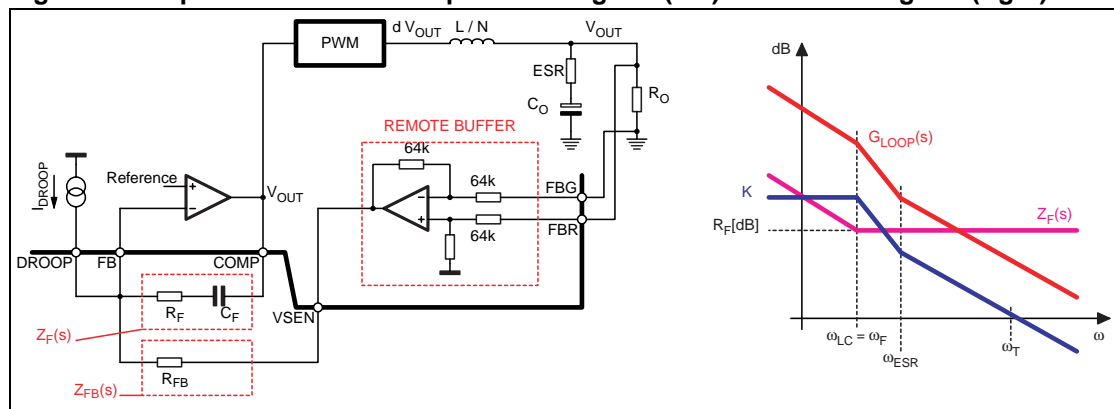 PWM
d V_OUT
L / N
V_OUT
ESR
C_O
R_O
REMOTE BUFFER
64k
64k
64k
FBG
FBR
I_DROOP
Reference
V_OUT
DROOP
FB
COMP
VSEN
R_F
C_F
Z_F(s)
R_FB
Z_FB(s)
dB
G_LOOP(s)
K
Z_F(s)
R_F[dB]
ω_LC = ω_F
ω_ESR
ω_T
ω